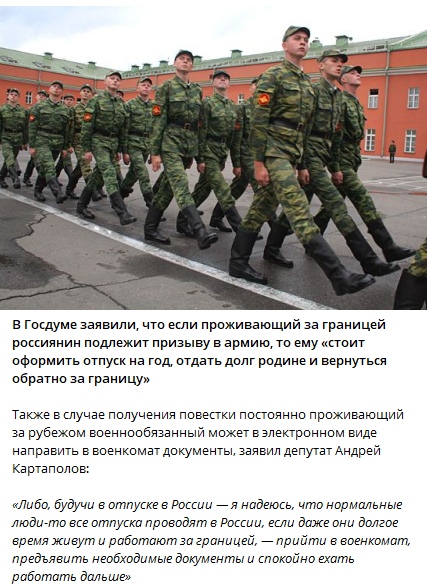 В Госдуме заявили, что если проживающий за границей
россиянин подлежит призыву в армию, то ему «стоит
оформить отпуск на год, отдать долг родине и вернуться
обратно за границу»
Также в случае получения повестки постоянно проживающий
за рубежом военнообязанный может в электронном виде
направить в военкомат документы, заявил депутат Андрей
Картаполов:
«Либо, будучи в отпуске в России — я надеюсь, что нормальные
люди-то все отпуска проводят в России, если даже они долгое
время живут и работают за границей, — прийти в военкомат,
предъявить необходимые документы и спокойно ехать
работать дальше»